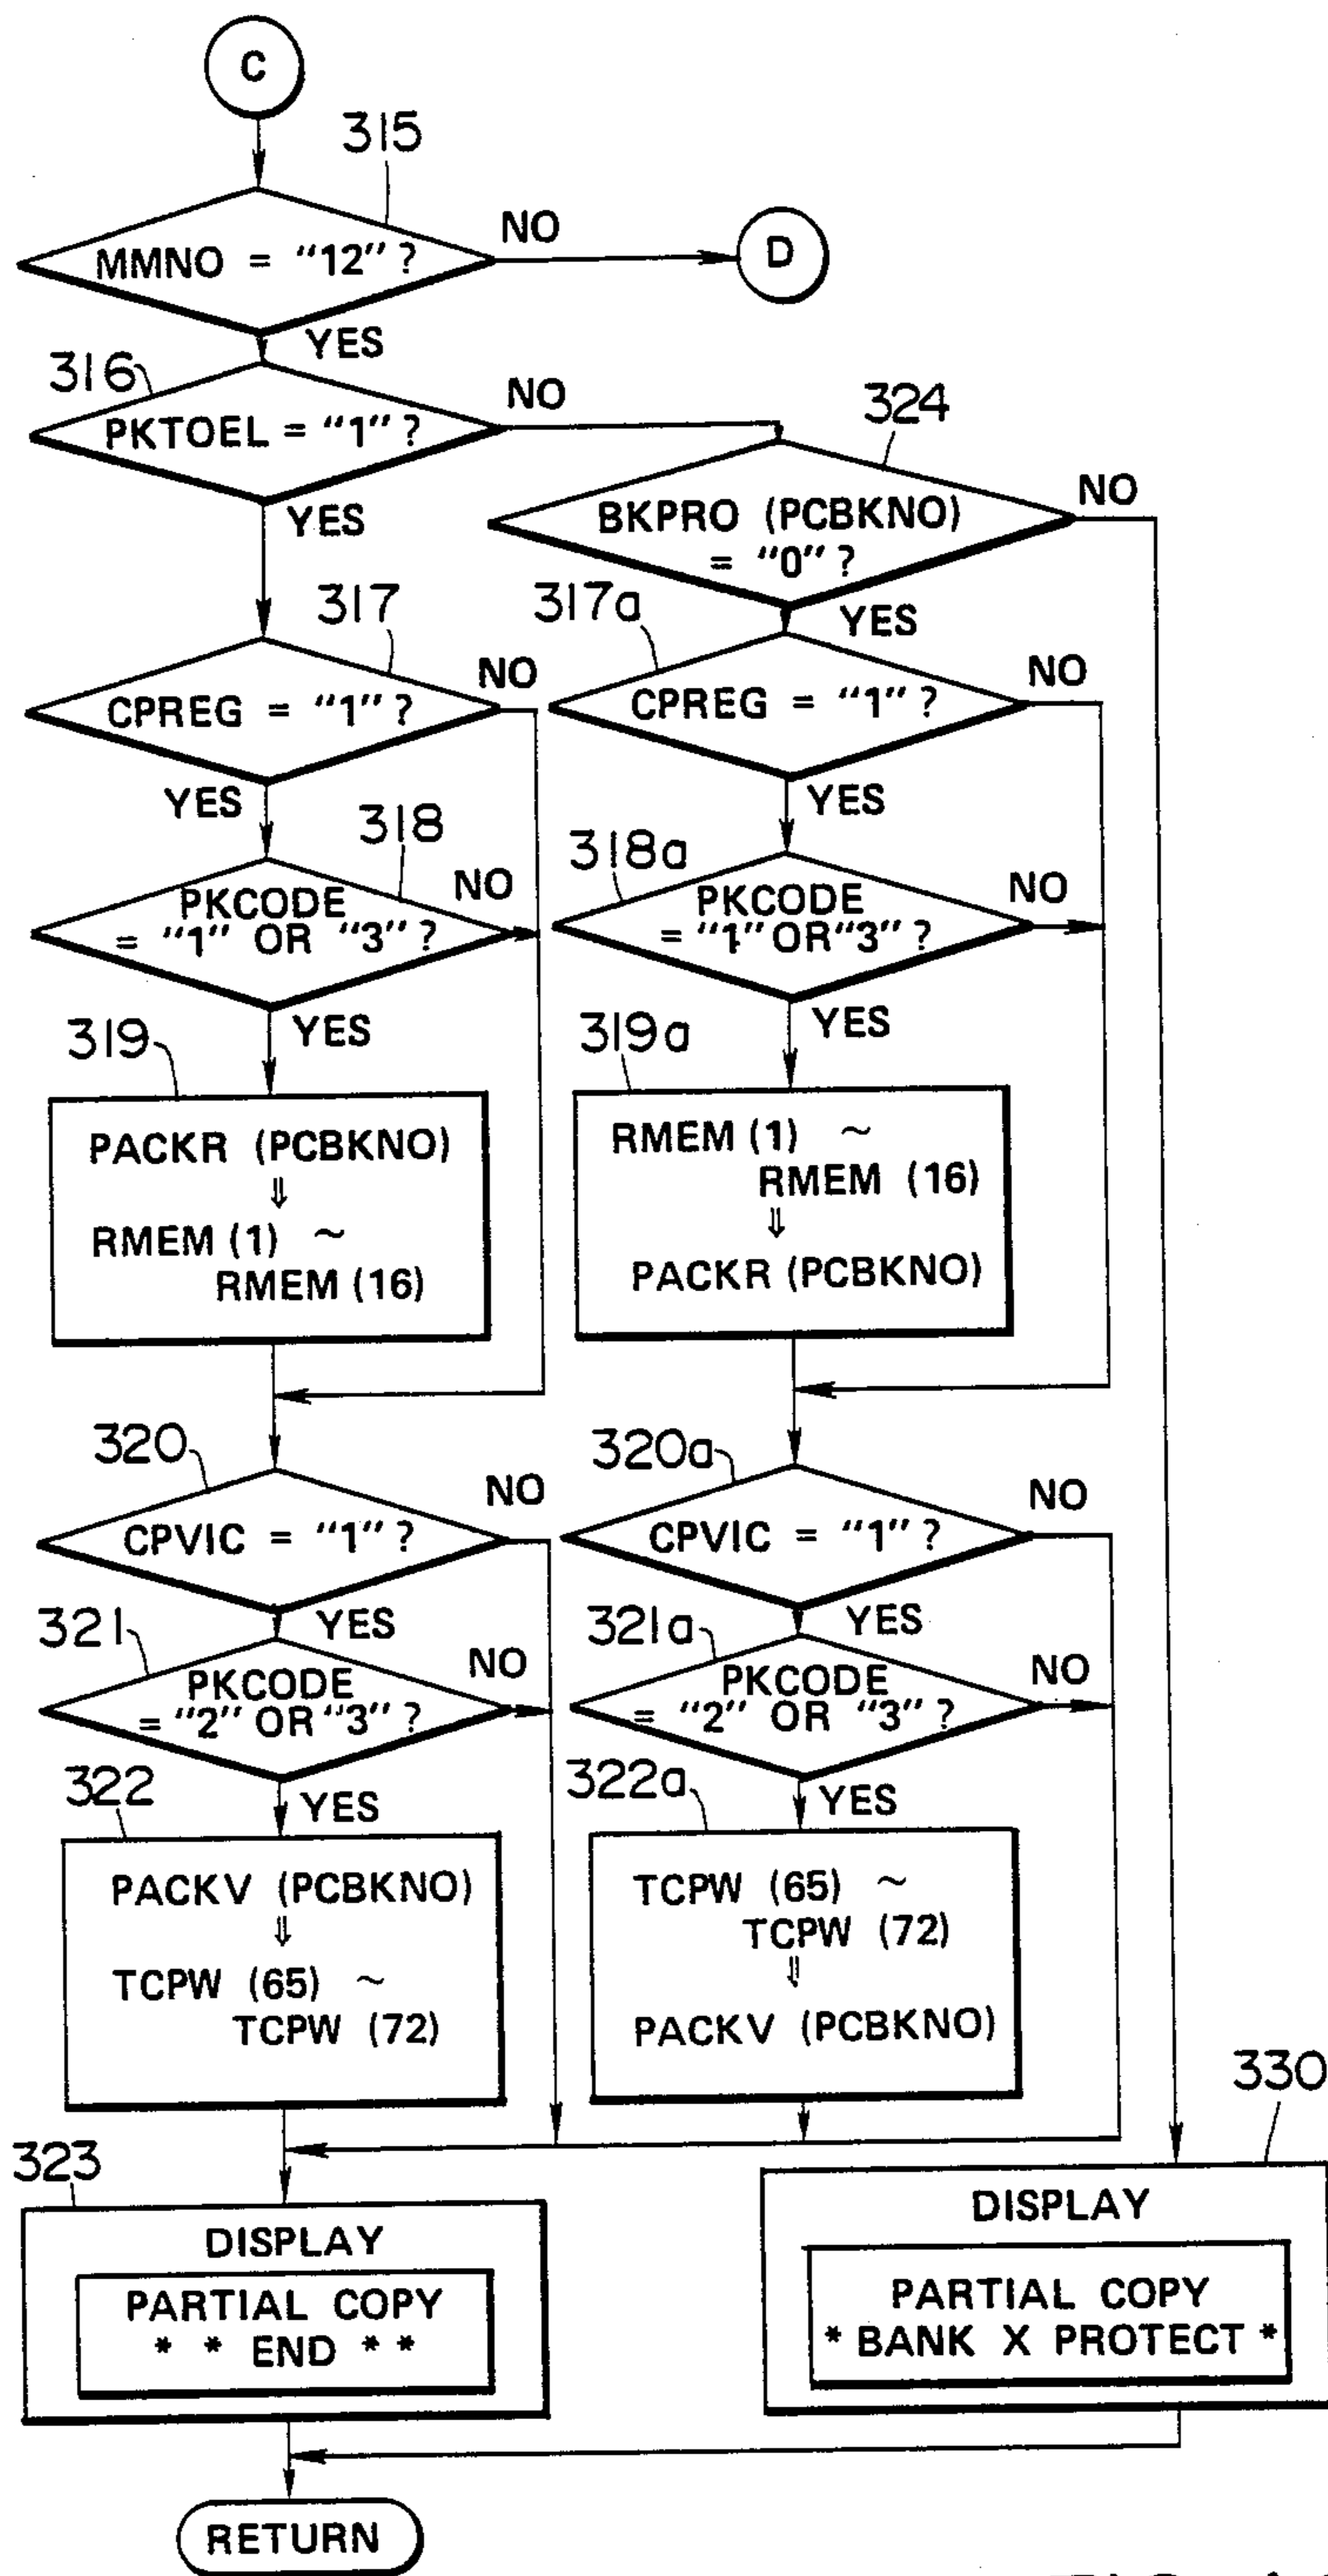 C
315
MMNO = "12" ?
NO
D
YES
316
PKTOEL = "1" ?
NO
324
YES
BKPRO (PCBKNO)
= "0" ?
NO
317
317a
YES
CPREG = "1" ?
NO
CPREG = "1" ?
NO
YES
YES
318
318a
PKCODE
= "1" OR "3" ?
NO
PKCODE
= "1" OR "3" ?
NO
YES
YES
319
319a
PACKR (PCBKNO)
⇓
RMEM (1) ~
RMEM (16)
RMEM (1) ~
RMEM (16)
⇓
PACKR (PCBKNO)
320
320a
CPVIC = "1" ?
NO
CPVIC = "1" ?
NO
321
YES
321a
YES
PKCODE
= "2" OR "3" ?
NO
PKCODE
= "2" OR "3" ?
NO
322
YES
322a
YES
PACKV (PCBKNO)
⇓
TCPW (65) ~
TCPW (72)
TCPW (65) ~
TCPW (72)
⇓
PACKV (PCBKNO)
323
330
DISPLAY
PARTIAL COPY
* * END * *
DISPLAY
PARTIAL COPY
* BANK X PROTECT *
RETURN